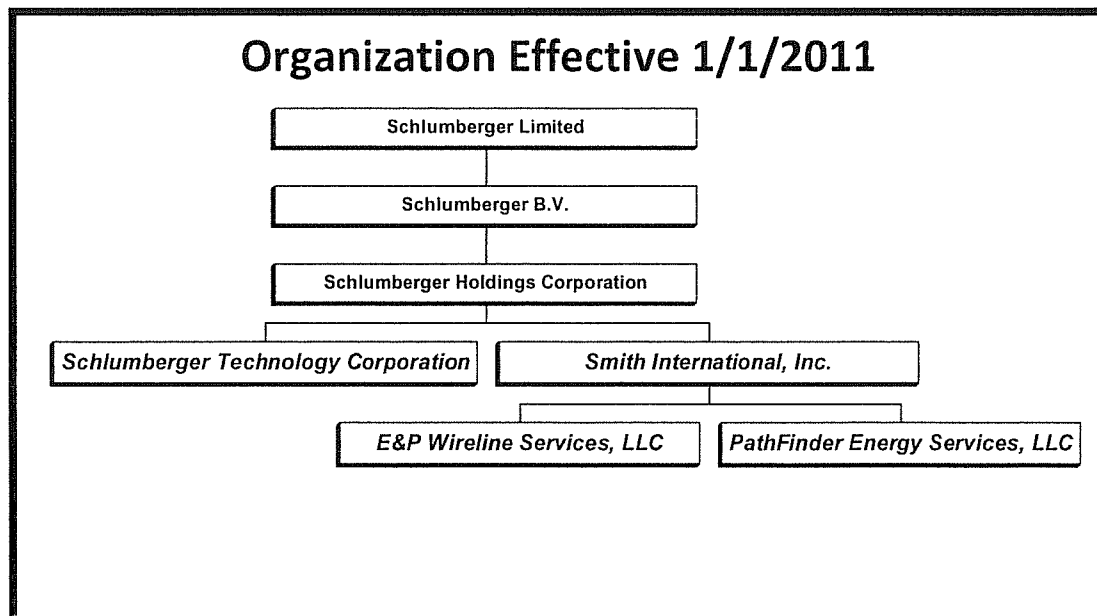 Organization Effective 1/1/2011
Schlumberger Limited
Schlumberger B.V.
Schlumberger Holdings Corporation
Schlumberger Technology Corporation
Smith International, Inc.
E&P Wireline Services, LLC
PathFinder Energy Services, LLC